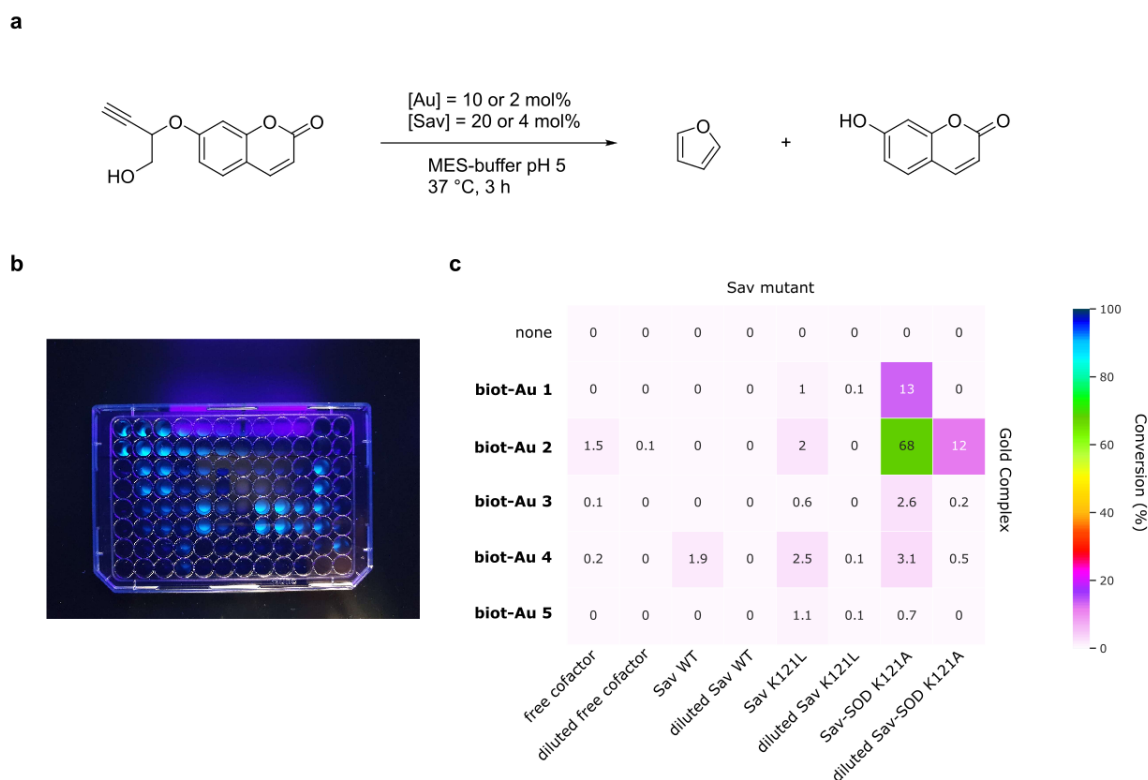 a
[Au] = 10 or 2 mol%
[Sav] = 20 or 4 mol%
MES-buffer pH 5
37 °C, 3 h
O
O
O
HO
O
+
HO
O
O
b
c
Sav mutant
none
0 0 0 0 0 0 0 0
biot-Au 1
0 0 0 0 1 0.1 13 0
biot-Au 2
1.5 0.1 0 0 2 0 68 12
biot-Au 3
0.1 0 0 0 0.6 0 2.6 0.2
biot-Au 4
0.2 0 1.9 0 2.5 0.1 3.1 0.5
biot-Au 5
0 0 0 0 1.1 0.1 0.7 0
free cofactor
diluted free cofactor
Sav WT
diluted Sav WT
Sav K121L
diluted Sav K121L
Sav-SOD K121A
diluted Sav-SOD K121A
Gold Complex
100
80
60
40
20
0
Conversion (%)